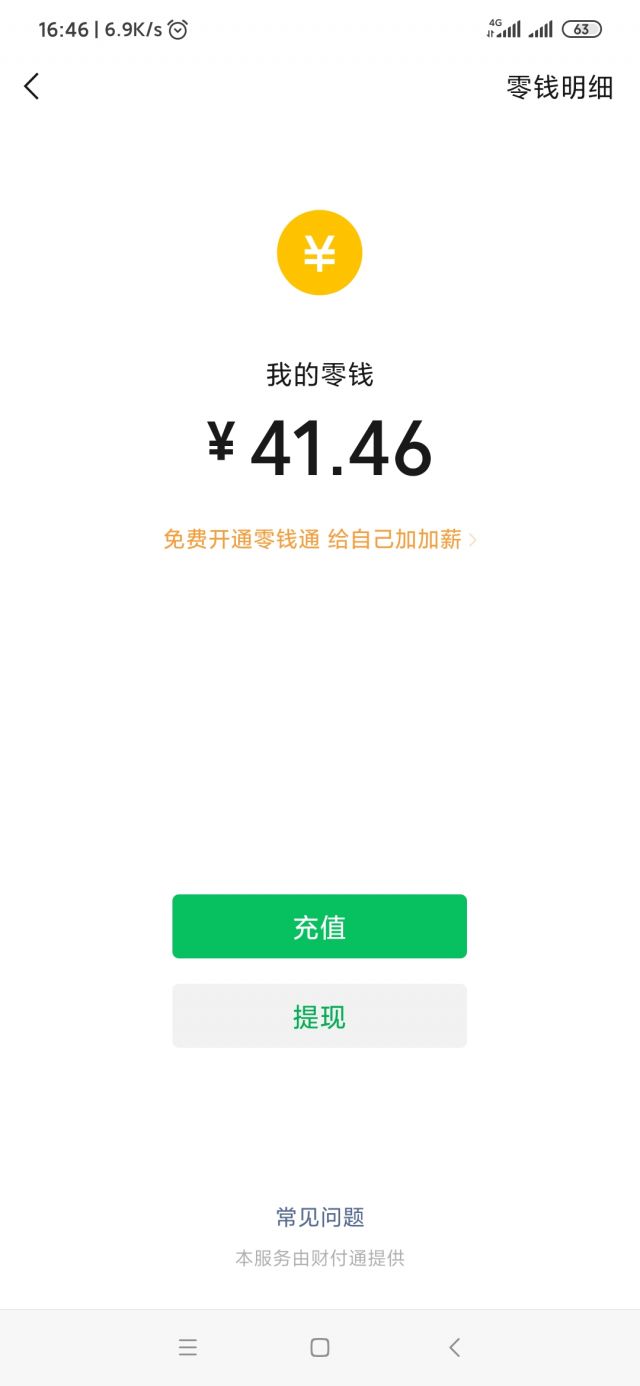 16:46 | 6.9K/s
4G
63
零钱明细
¥
我的零钱
¥ 41.46
免费开通零钱通 给自己加加薪
充值
提现
常见问题
本服务由财付通提供